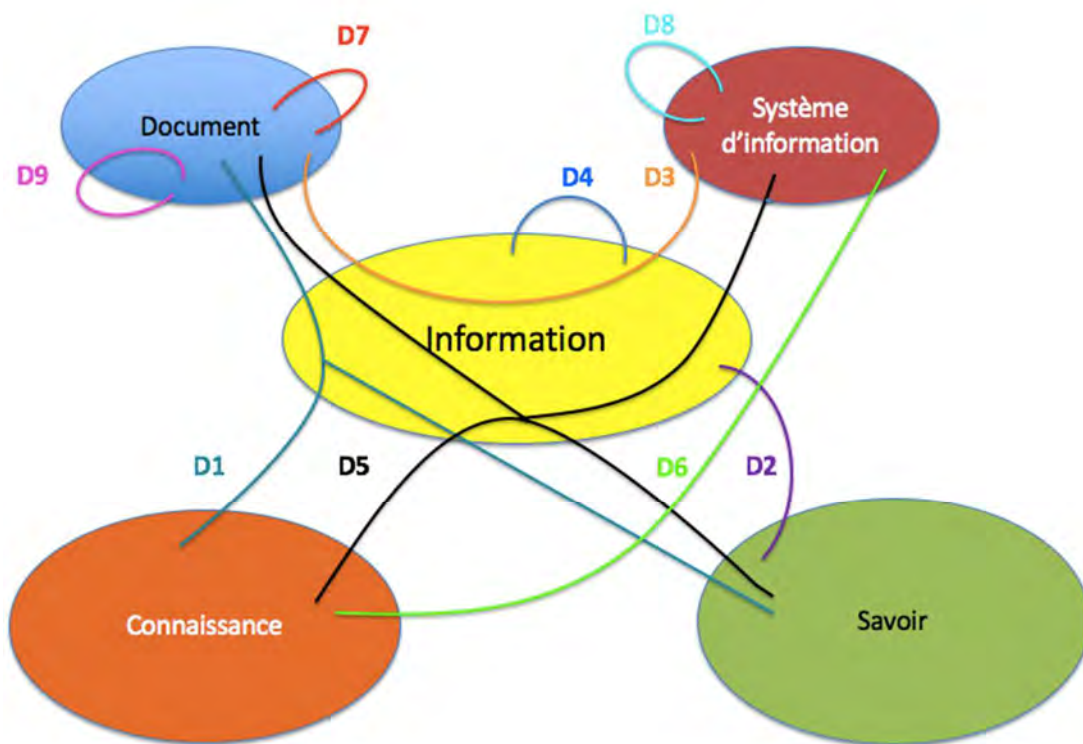 D7
D8
Document
Système
d'information
D9
D4
D3
Information
D1
D5
D6
D2
Connaissance
Savoir